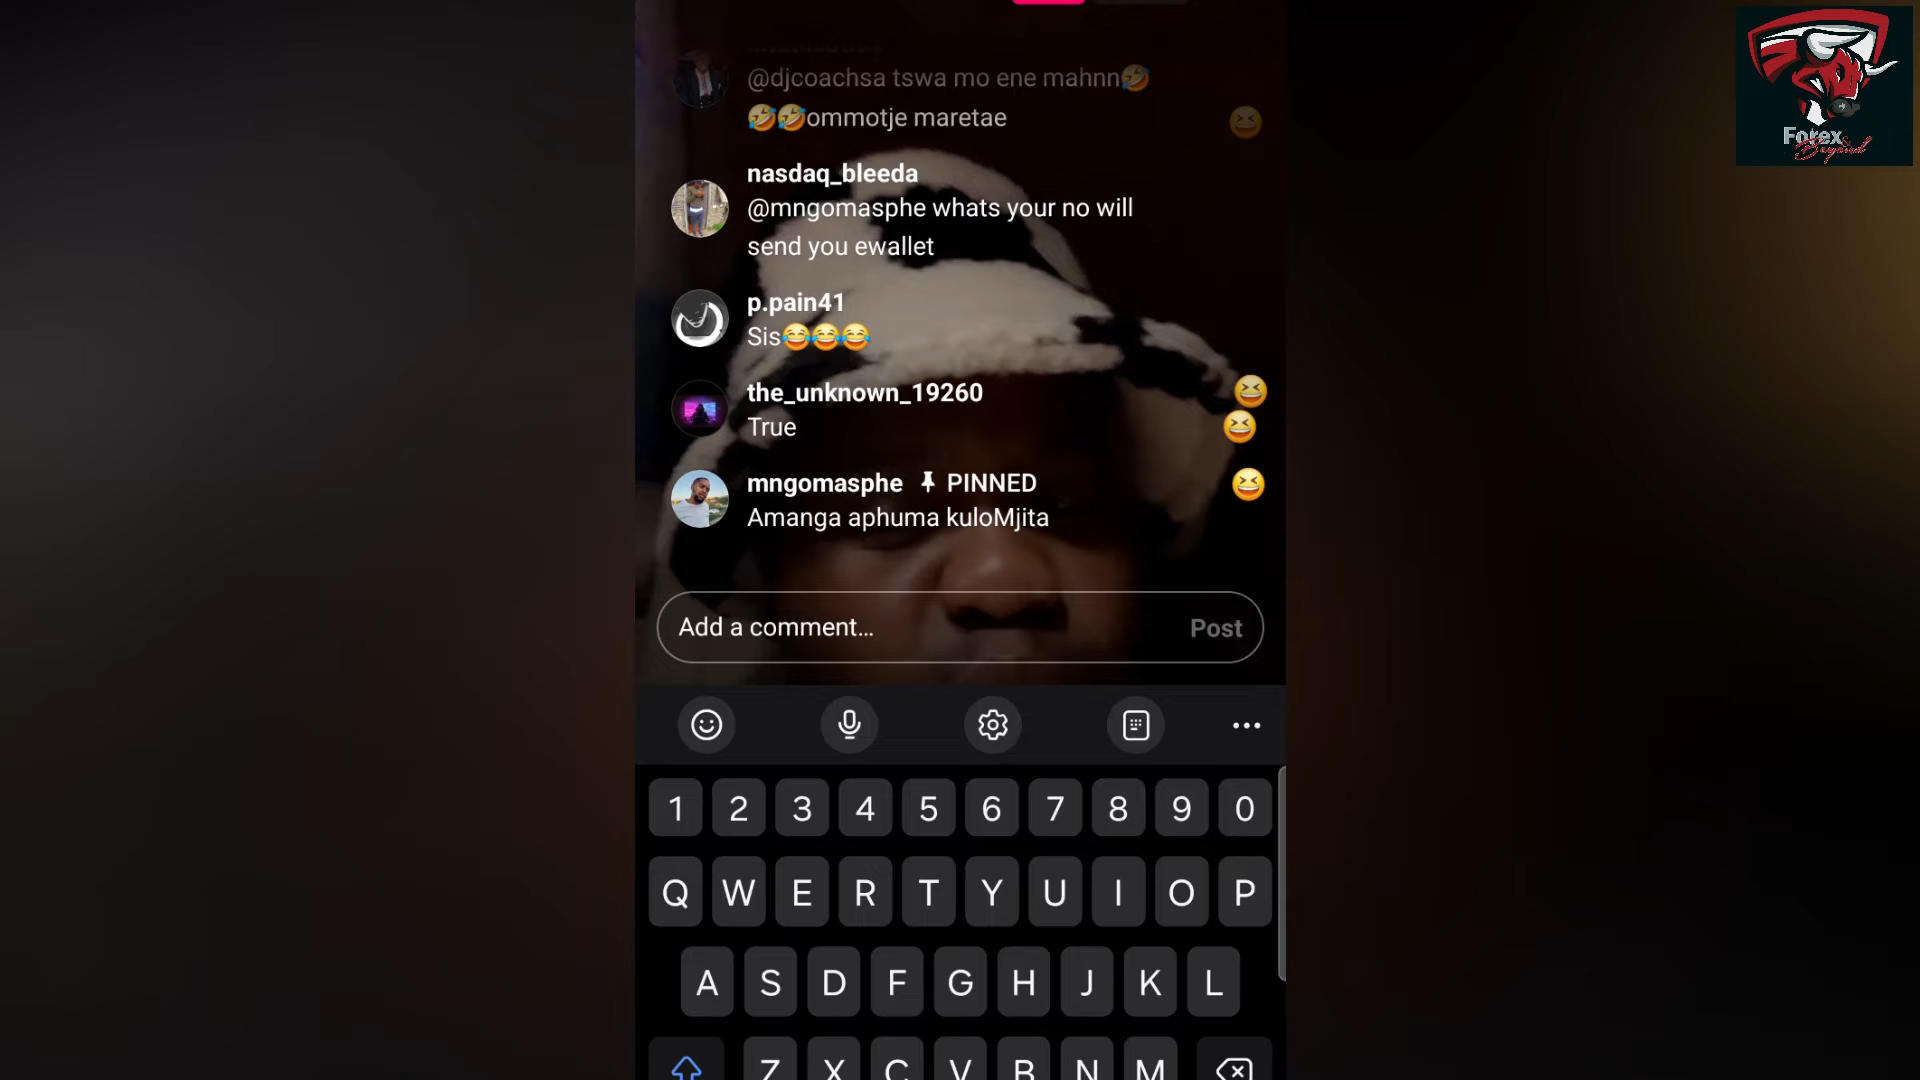 @djcoachsa tswa mo ene mahnn🤣
🤣🤣ommotje maretae
nasdaq_bleeda
@mngomasphe whats your no will
send you ewallet
p.pain41
Sis😂😂😂
the_unknown_19260
True
mngomasphe PINNED
Amanga aphuma kuloMjita
Add a comment... Post
1 2 3 4 5 6 7 8 9 0
Q W E R T Y U I O P
A S D F G H J K L
Z X C V B N M
Forex &
Beyond